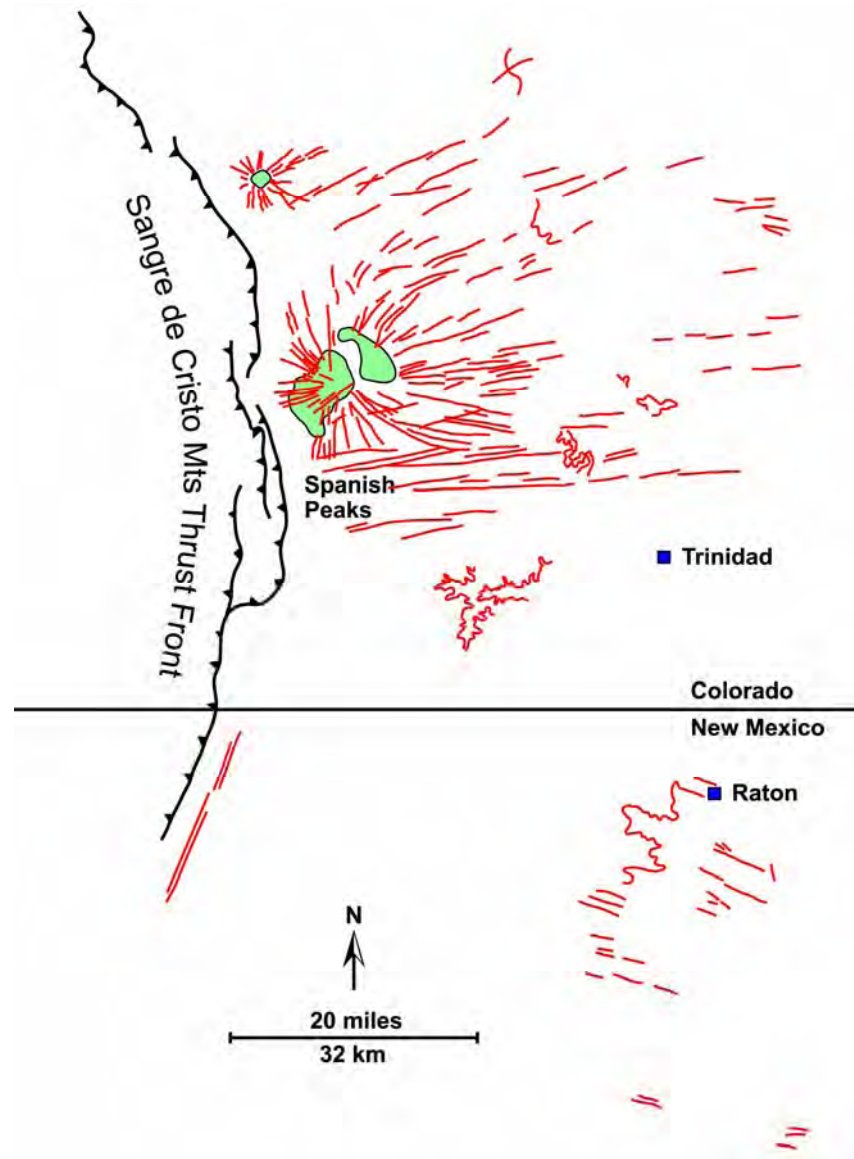 Sangre de Cristo Mts Thrust Front
Spanish
Peaks
Trinidad
Colorado
New Mexico
Raton
N
20 miles
32 km